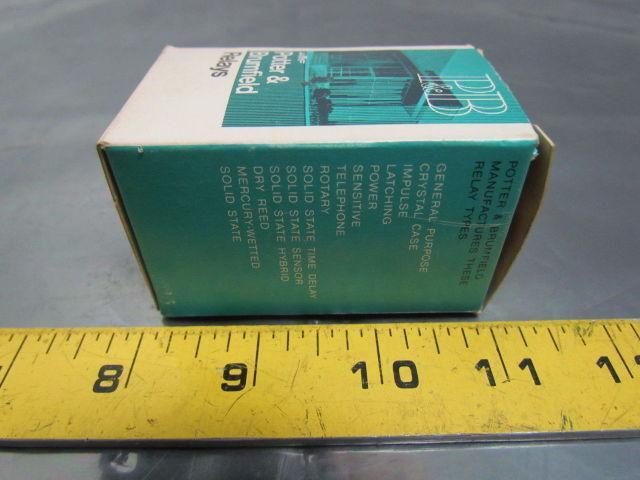 PB
AMF
Potter &
Brumfield
Relays
POTTER & BRUMFIELD
MANUFACTURES THESE
RELAY TYPES
GENERAL PURPOSE
CRYSTAL CASE
IMPULSE
LATCHING
POWER
SENSITIVE
TELEPHONE
ROTARY
SOLID STATE TIME DELAY
SOLID STATE SENSOR
SOLID STATE HYBRID
DRY REED
MERCURY-WETTED
SOLID STATE
8 9 10 11